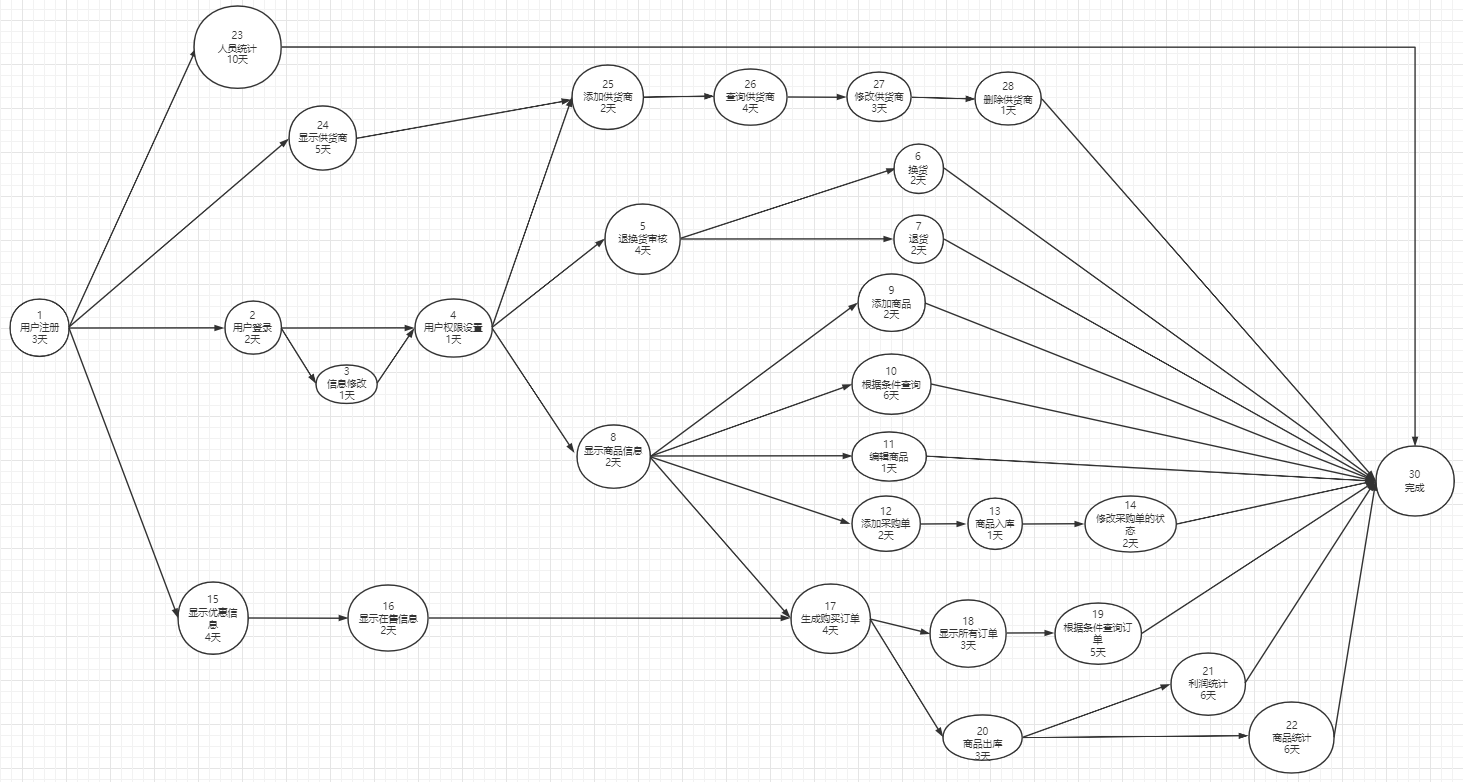 23
人员统计
10天
24
显示供货商
5天
25
添加供货商
2天
26
查询供货商
4天
27
修改供货商
3天
28
删除供货商
1天
6
换货
2天
5
退换货审核
4天
7
退货
2天
1
用户注册
3天
2
用户登录
2天
3
信息修改
1天
4
用户权限设置
1天
9
添加商品
2天
10
根据条件查询
6天
8
显示商品信息
2天
11
编辑商品
1天
12
添加采购单
2天
13
商品入库
1天
14
修改采购单的状
态
2天
30
完成
15
显示优惠信
息
4天
16
显示在售信息
2天
17
生成购买订单
4天
18
显示所有订单
3天
19
根据条件查询订
单
5天
20
商品出库
3天
21
利润统计
6天
22
商品统计
6天